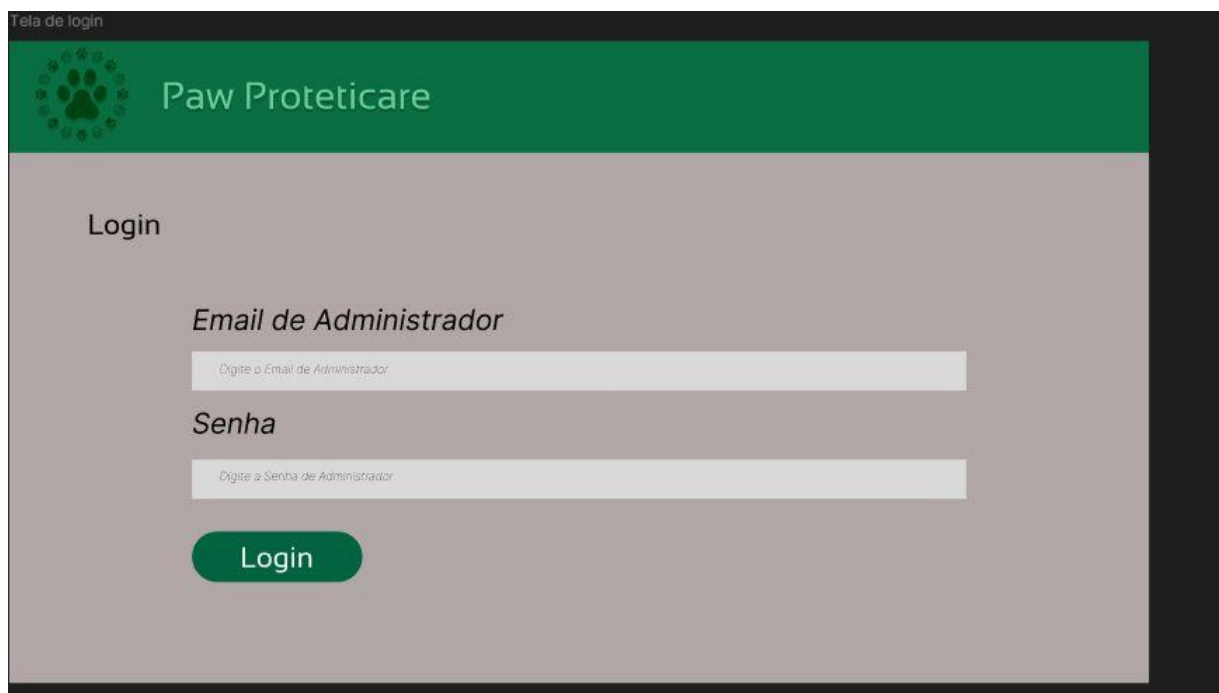 Tela de login
Paw Proteticare
Login
Email de Administrador
Digite o Email de Administrador
Senha
Digite a Senha de Administrador
Login